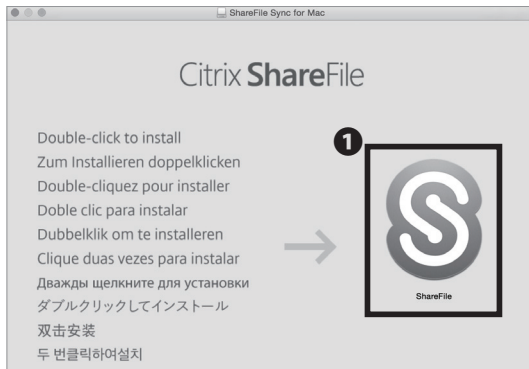 ShareFile Sync for Mac
Citrix ShareFile
Double-click to install
Zum Installieren doppelklicken
Double-cliquez pour installer
Doble clic para instalar
Dubbelklik om te installeren
Clique duas vezes para instalar
Дважды щелкните для установки
ダブルクリックしてインストール
双击安装
두 번클릭하여설치
1
ShareFile